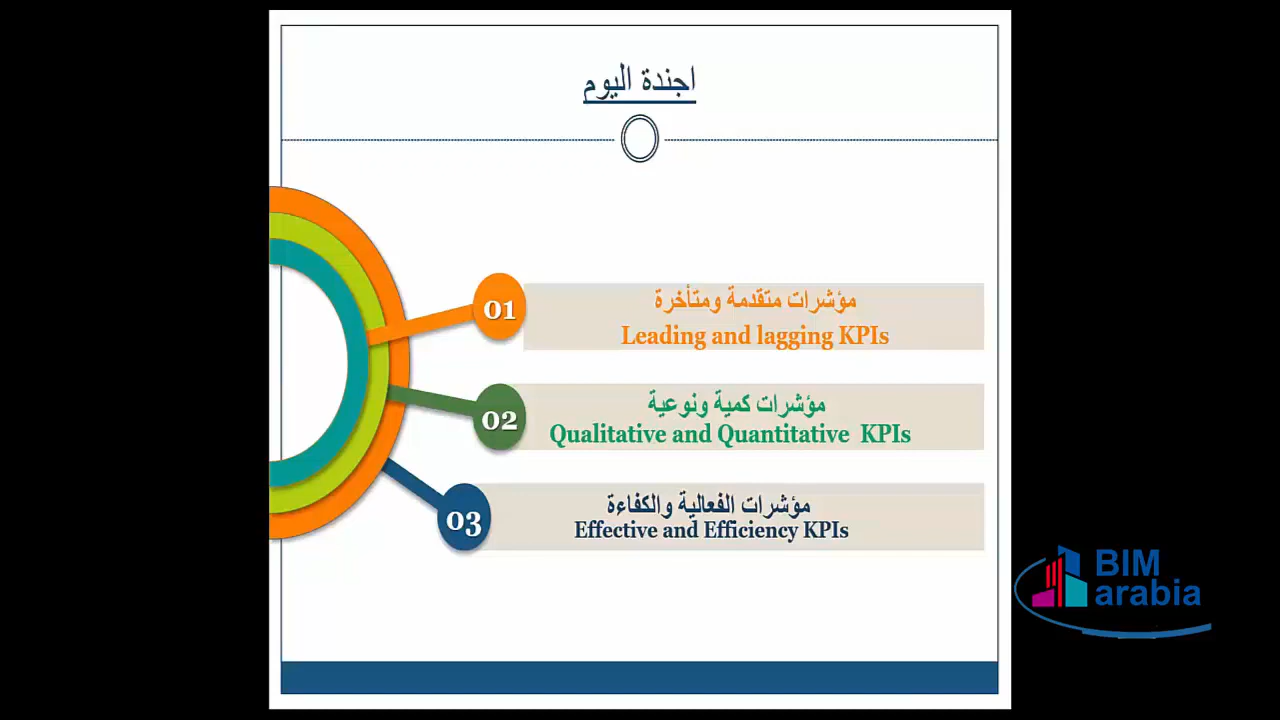 اجندة اليوم
01
مؤشرات متقدمة ومتأخرة
Leading and lagging KPIs
02
مؤشرات كمية ونوعية
Qualitative and Quantitative KPIs
03
مؤشرات الفعالية والكفاءة
Effective and Efficiency KPIs
BIM
arabia